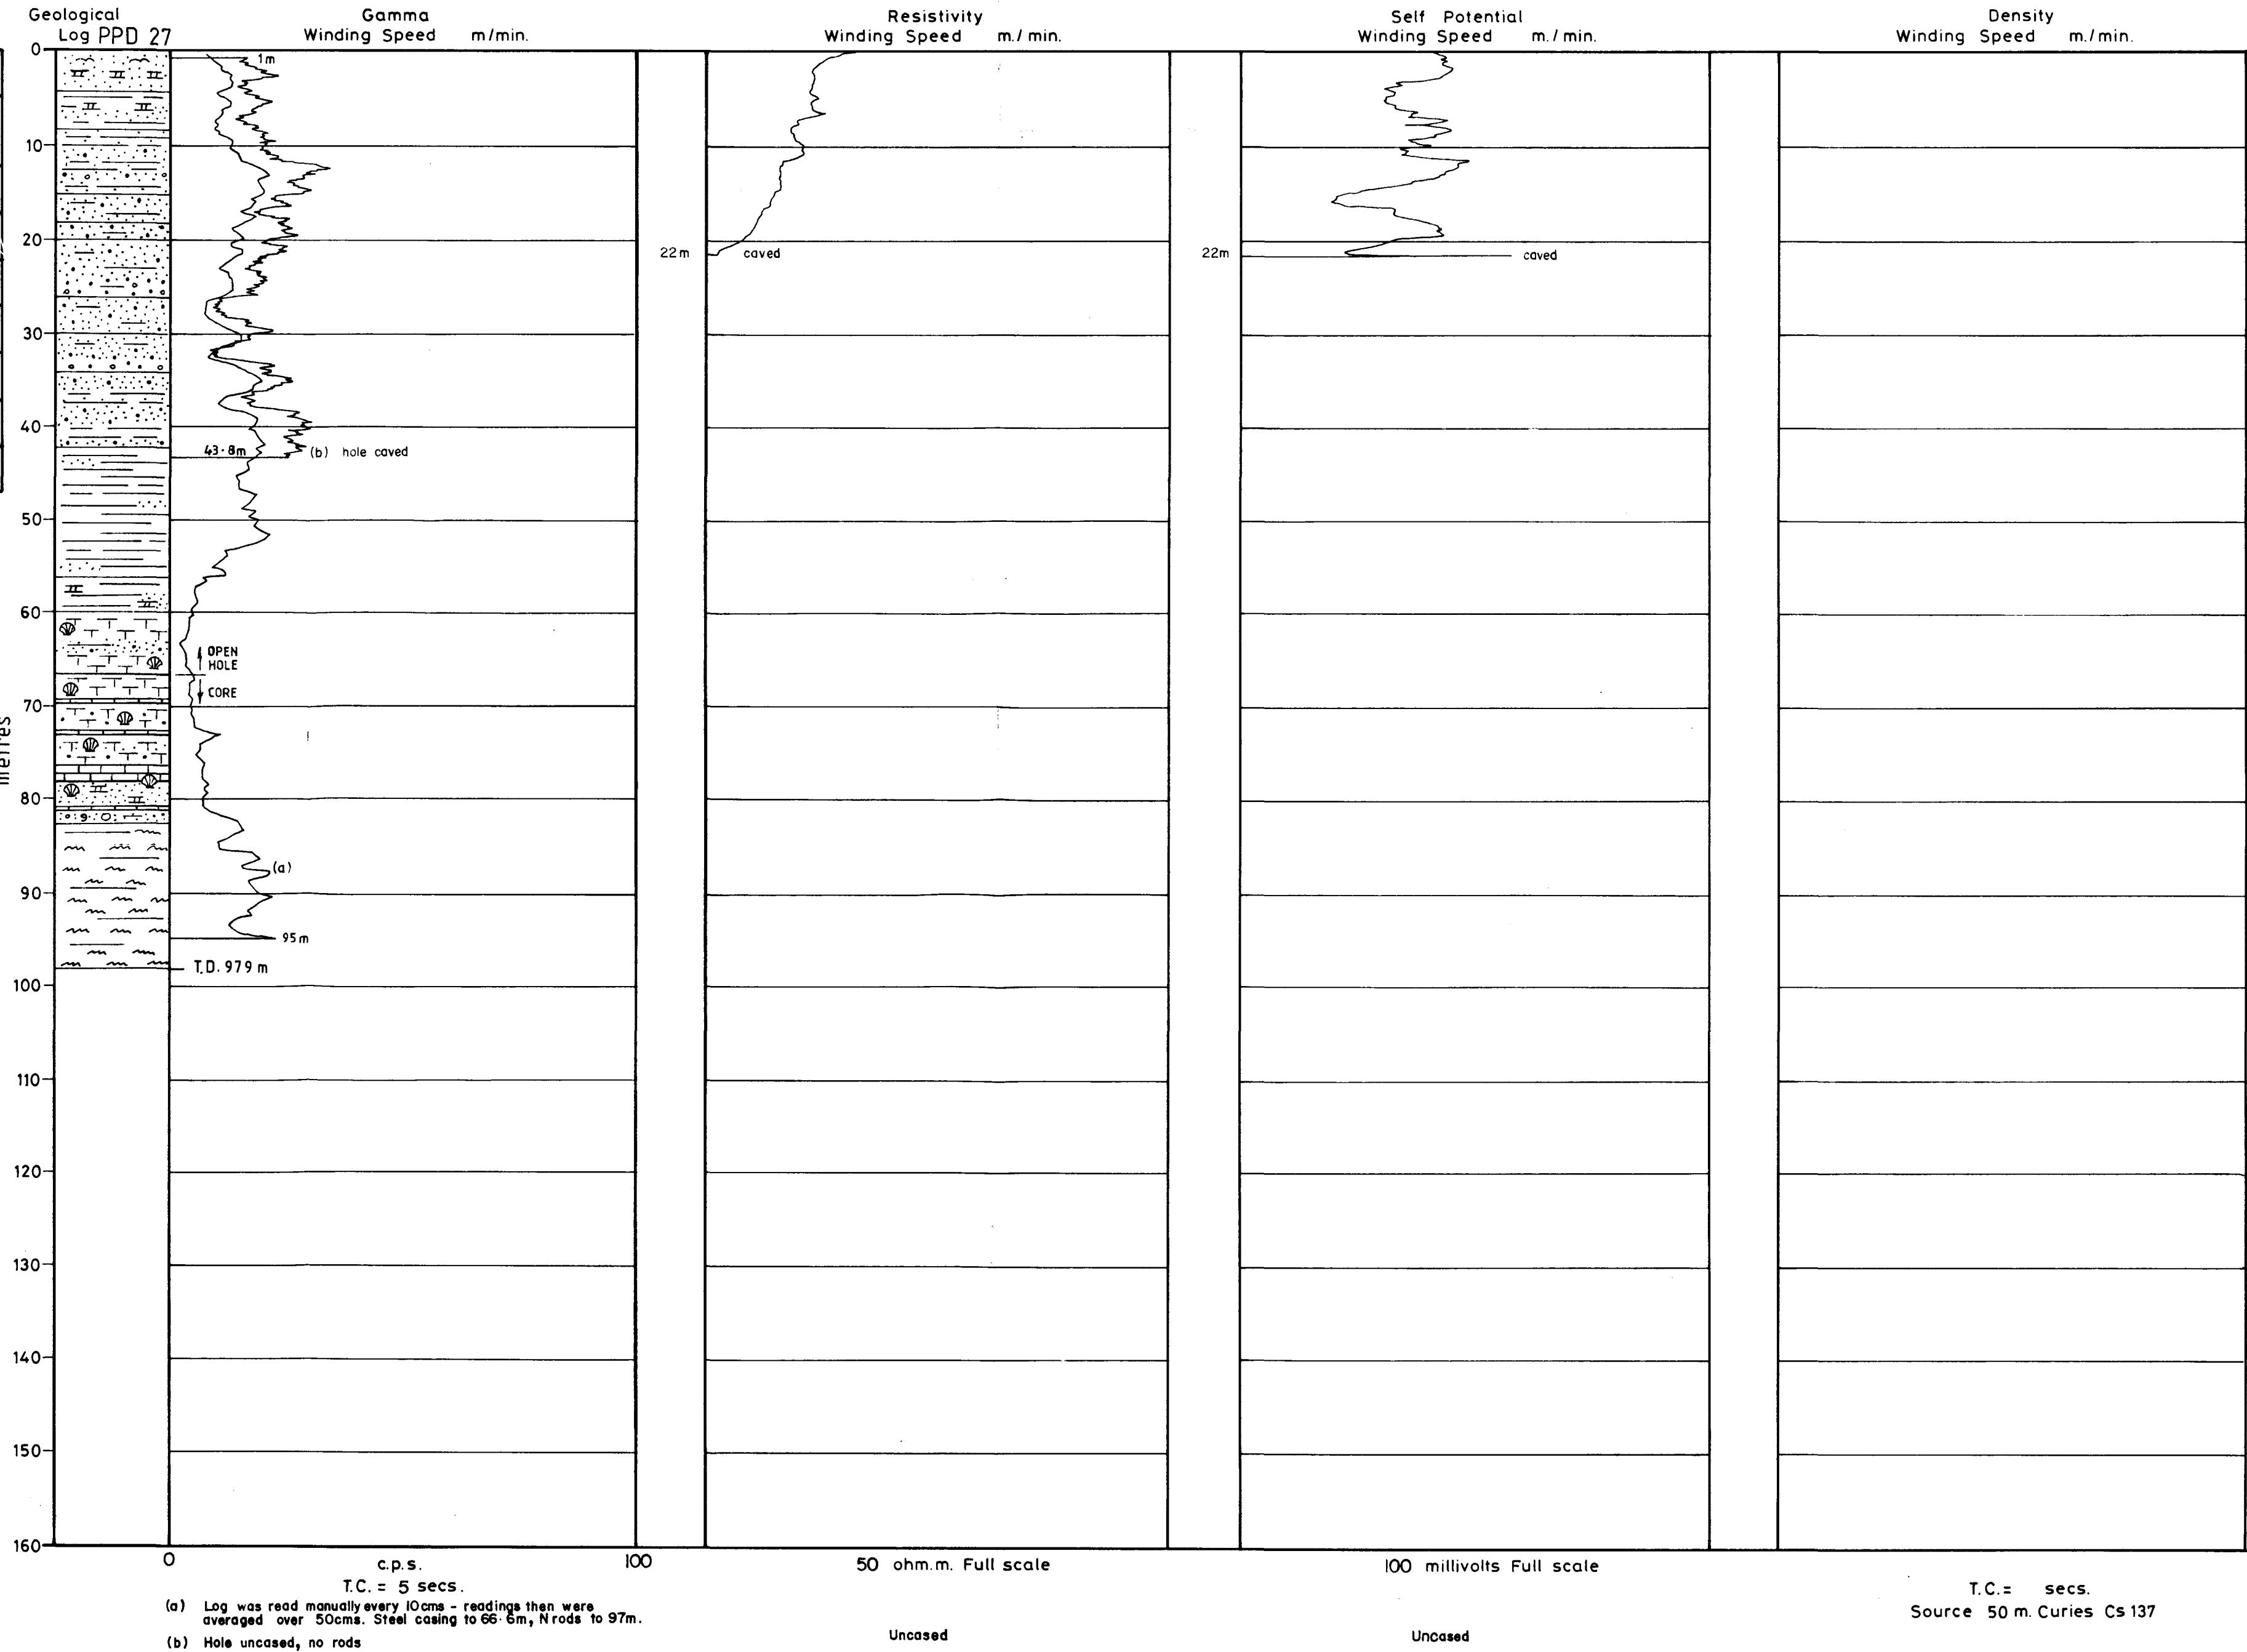 Geological
Log PPD 27
Gamma
Winding Speed m/min.
Resistivity
Winding Speed m./min.
Self Potential
Winding Speed m./min.
Density
Winding Speed m./min.
0
10
20
30
40
50
60
70
80
90
100
110
120
130
140
150
160
metres
1m
43·8m
(b) hole caved
OPEN
HOLE
CORE
(a)
95m
T.D. 979 m
22m
caved
22m
caved
0
c.p.s.
100
T.C. = 5 secs.
50 ohm.m. Full scale
100 millivolts Full scale
T.C.= secs.
Source 50 m. Curies Cs 137
(a) Log was read manually every 10cms - readings then were
averaged over 50cms. Steel casing to 66·6m, N rods to 97m.
(b) Hole uncased, no rods
Uncased
Uncased